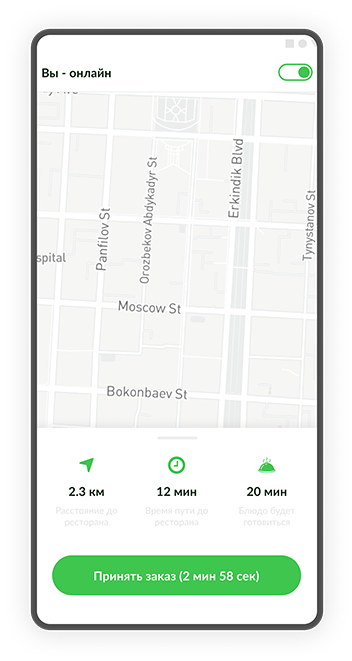 Вы - онлайн
Panfilov St
Orozbekov Abdykadyr St
Erkindik Blvd
Tynystanov St
spital
Moscow St
Bokonbaev St
2.3 км
12 мин
20 мин
Расстояние до
ресторана
Время пути до
ресторана
Блюдо будет
готовиться
Принять заказ (2 мин 58 сек)